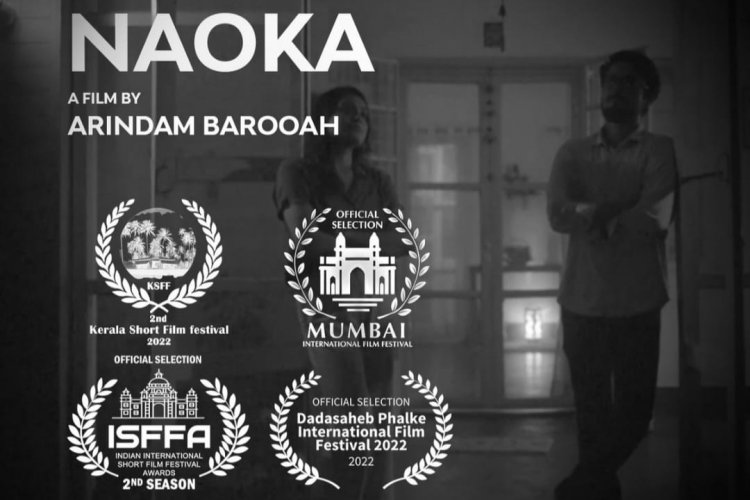 NAOKA
A FILM BY
ARINDAM BAROOAH
KSFF
2nd
Kerala Short Film festival
2022
OFFICIAL
SELECTION
MUMBAI
INTERNATIONAL FILM FESTIVAL
OFFICIAL SELECTION
ISFFA
INDIAN INTERNATIONAL
SHORT FILM FESTIVAL
AWARDS
2ND SEASON
OFFICIAL SELECTION
Dadasaheb Phalke
International Film
Festival 2022
2022